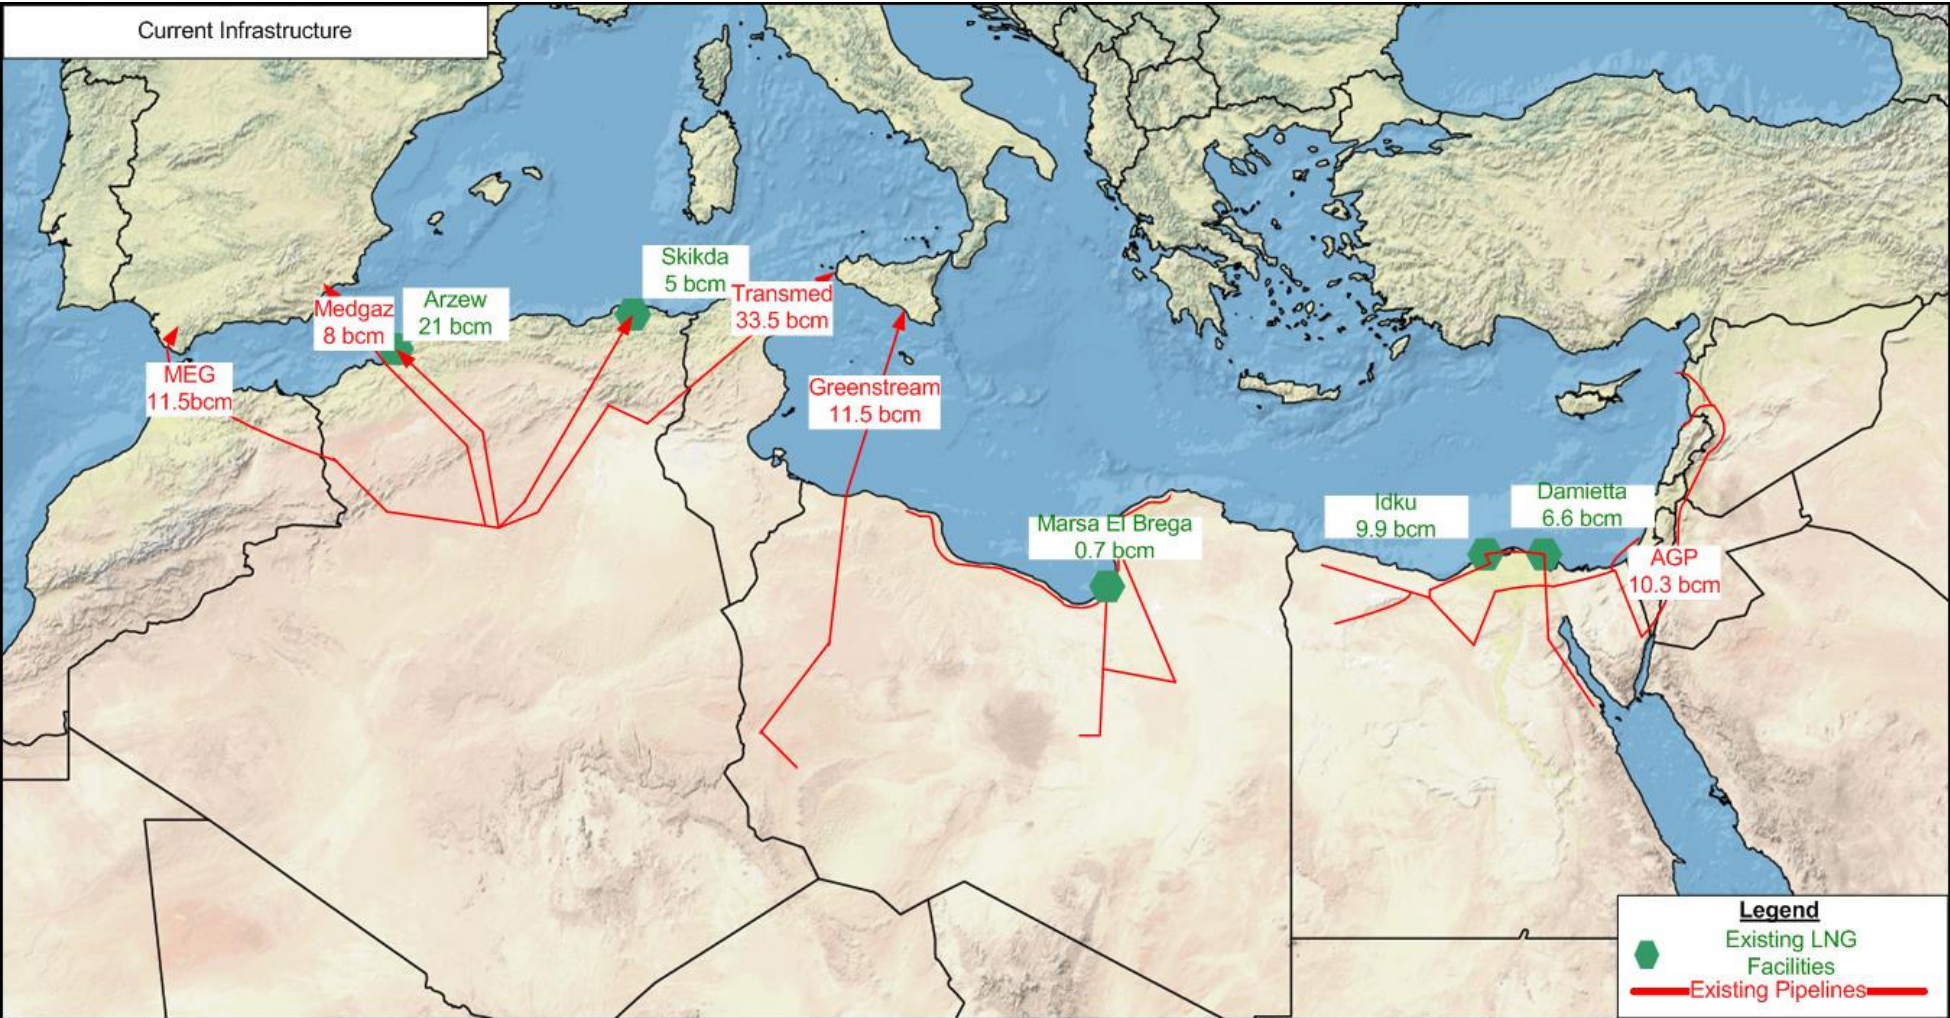 Current Infrastructure
Skikda
5 bcm
Arzew
21 bcm
Transmed
33.5 bcm
Medgaz
8 bcm
MEG
11.5bcm
Greenstream
11.5 bcm
Marsa El Brega
0.7 bcm
Idku
9.9 bcm
Damietta
6.6 bcm
AGP
10.3 bcm
Legend
Existing LNG
Facilities
Existing Pipelines